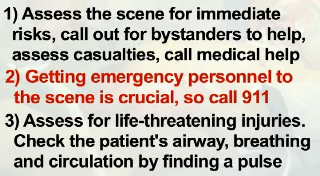 1) Assess the scene for immediate
risks, call out for bystanders to help,
assess casualties, call medical help
2) Getting emergency personnel to
the scene is crucial, so call 911
3) Assess for life-threatening injuries.
Check the patient's airway, breathing
and circulation by finding a pulse